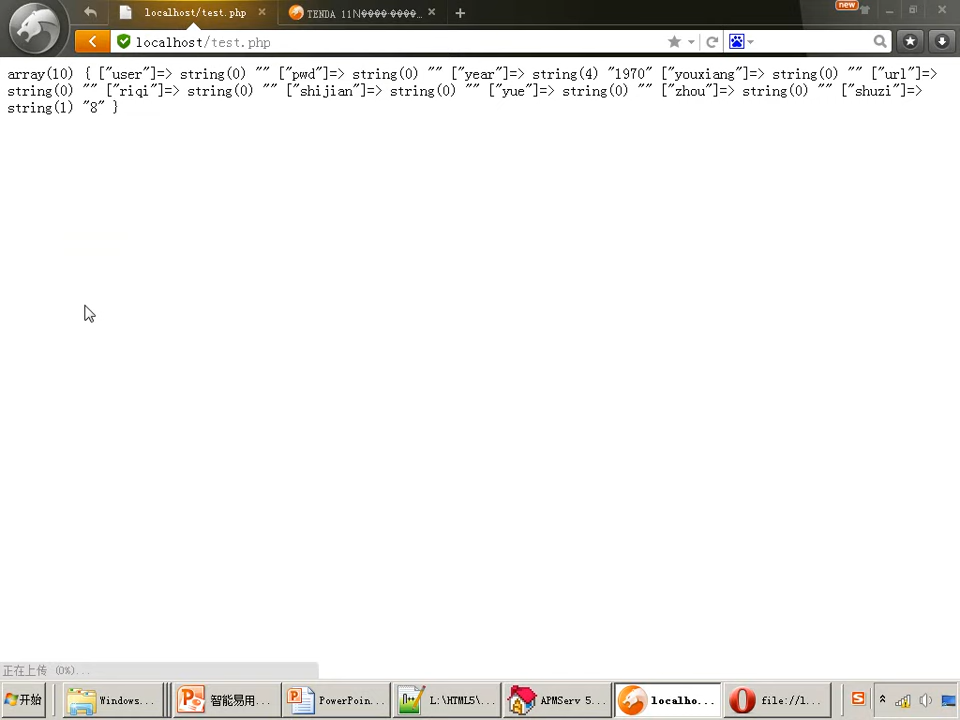 localhost/test.php
TENDA 11N
new
localhost/test.php
array(10) { ["user"]=> string(0) "" ["pwd"]=> string(0) "" ["year"]=> string(4) "1970" ["youxiang"]=> string(0) "" ["url"]=>
string(0) "" ["riqi"]=> string(0) "" ["shijian"]=> string(0) "" ["yue"]=> string(0) "" ["zhou"]=> string(0) "" ["shuzi"]=>
string(1) "8" }
正在上传 (0%)...
开始
Windows...
智能易用...
PowerPoin...
L:\HTML5\...
APMServ 5...
localho...
file://l...